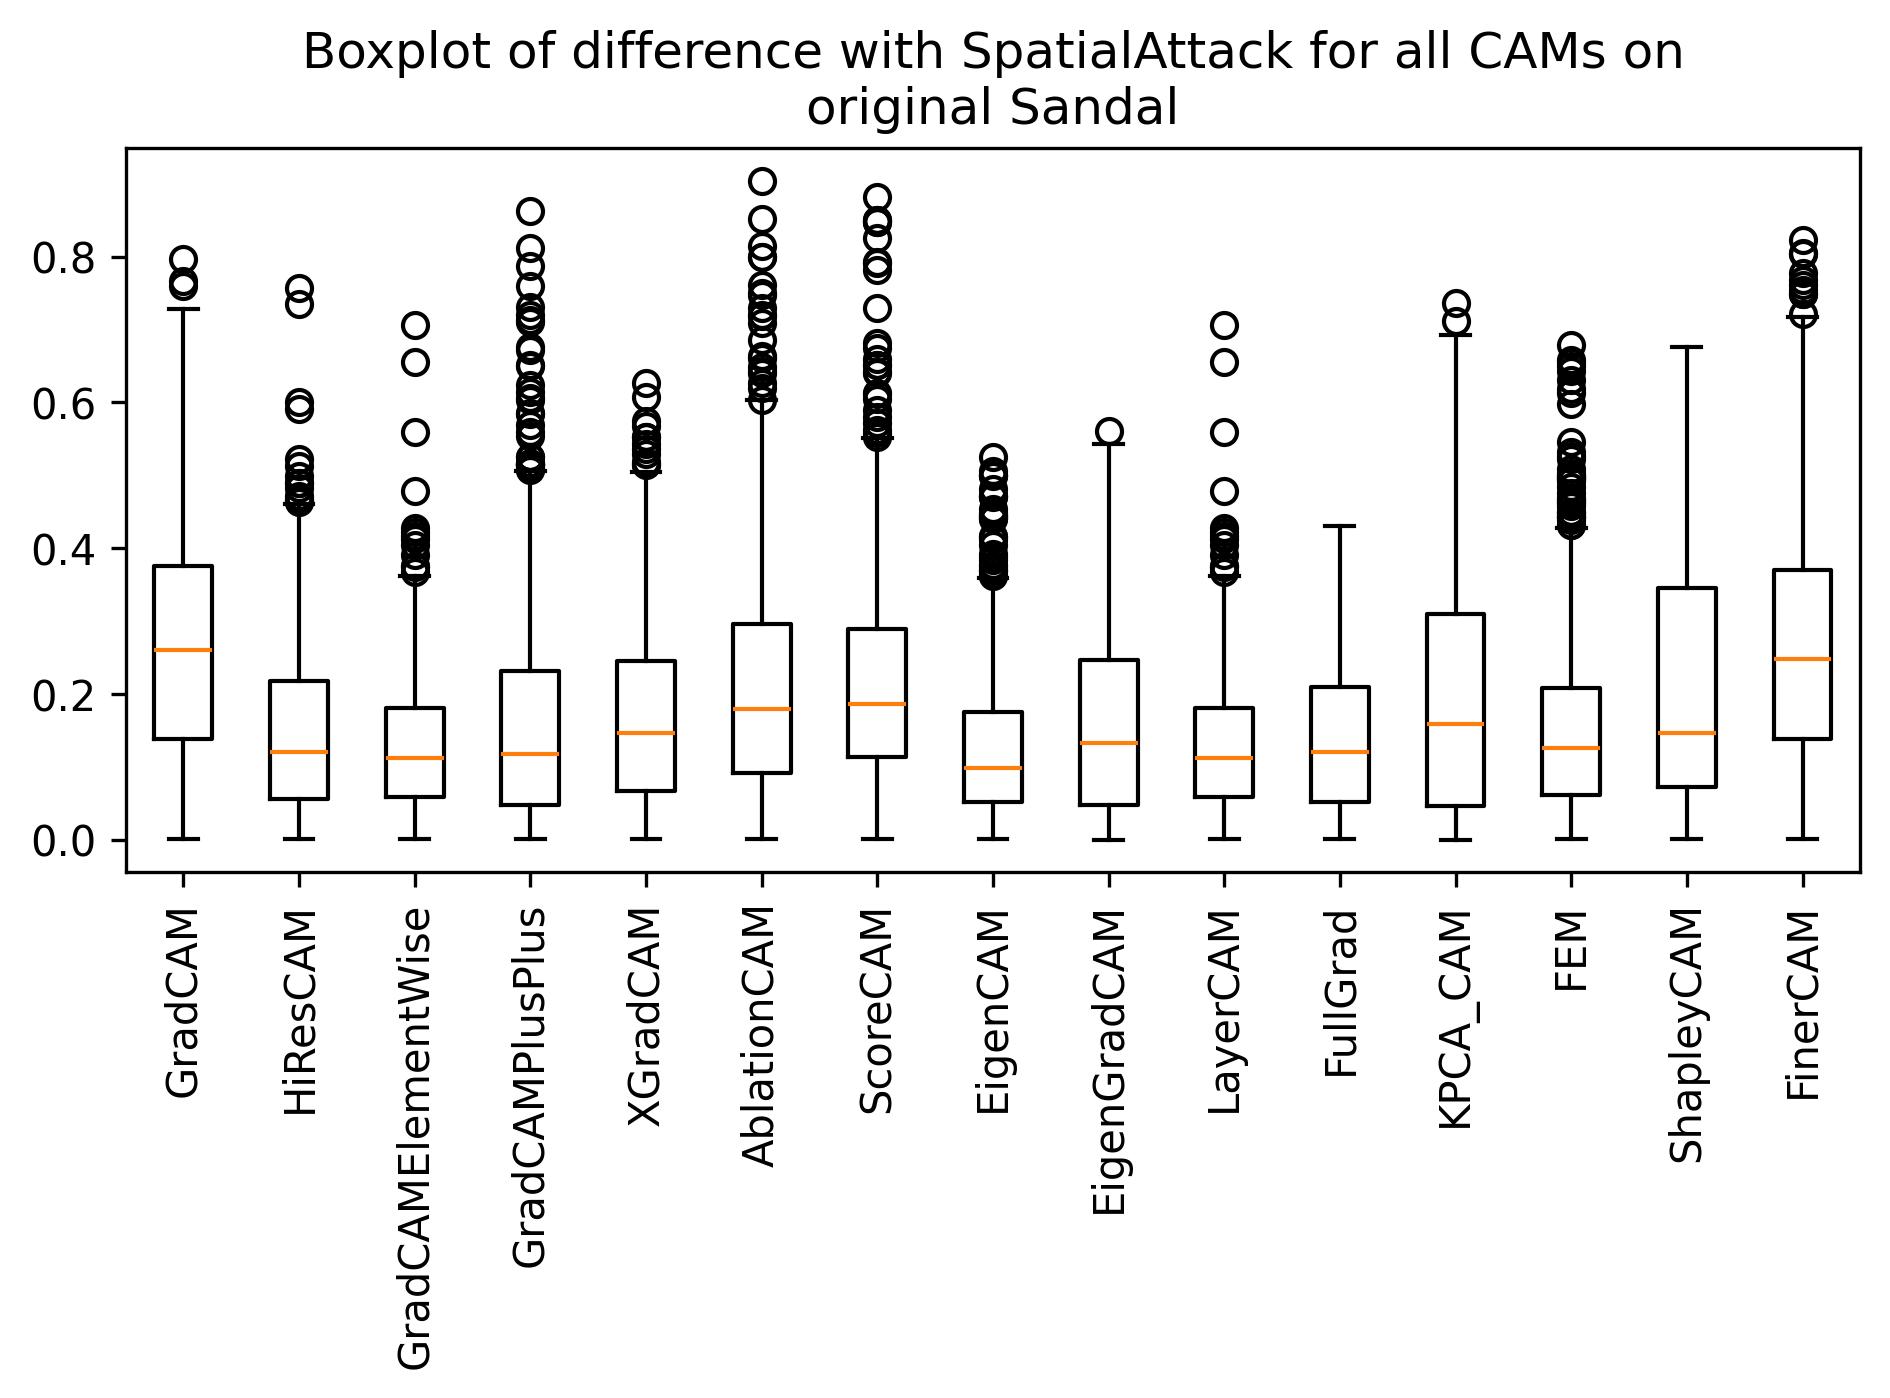 Boxplot of difference with SpatialAttack for all CAMs on
original Sandal
0.8
0.6
0.4
0.2
0.0
GradCAM
HiResCAM
GradCAMElementWise
GradCAMPlusPlus
XGradCAM
AblationCAM
ScoreCAM
EigenCAM
EigenGradCAM
LayerCAM
FullGrad
KPCA_CAM
FEM
ShapleyCAM
FinerCAM